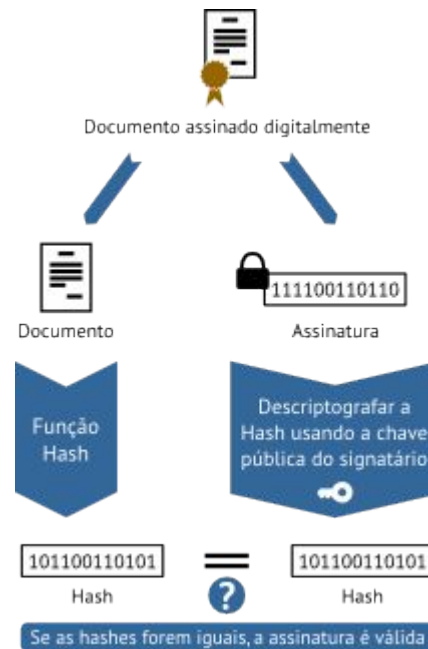 Documento assinado digitalmente
111100110110
Documento
Assinatura
Função
Hash
Descriptografar a
Hash usando a chave
pública do signatário
101100110101
=
101100110101
Hash
?
Hash
Se as hashes forem iguais, a assinatura é válida